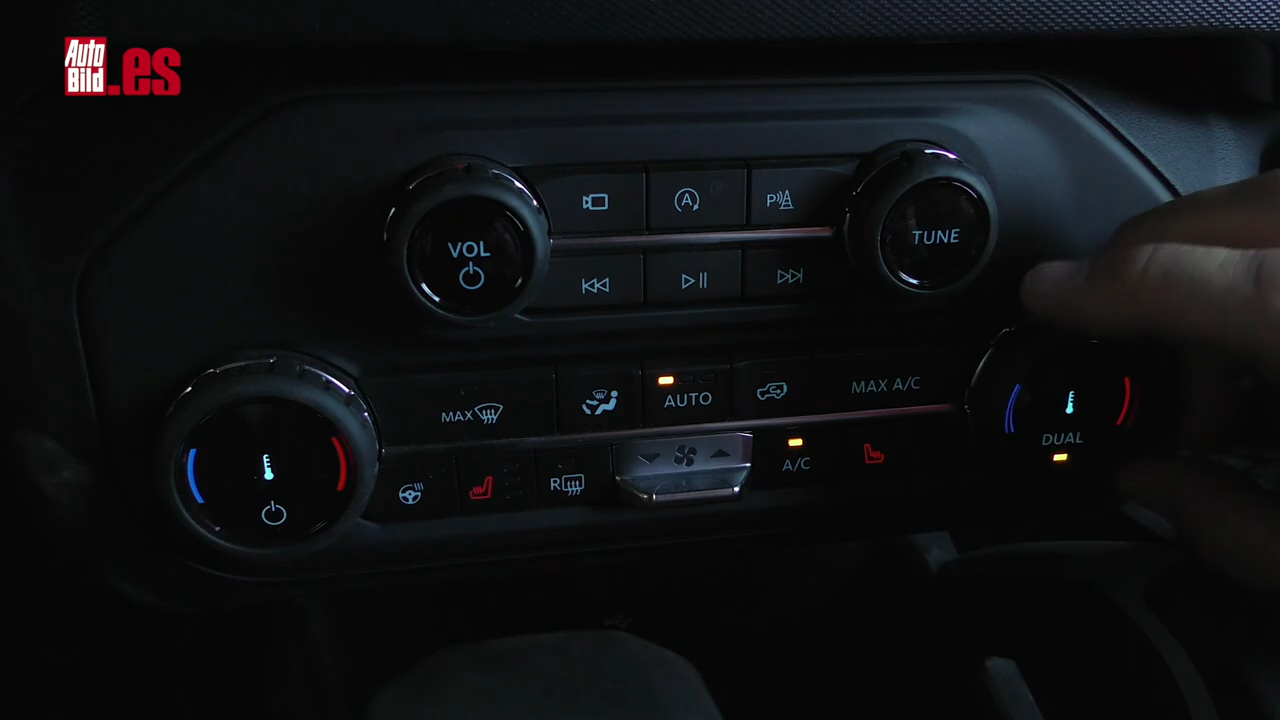 Auto
Bild
.es
VOL
A
P
TUNE
MAX
AUTO
MAX A/C
R
A/C
DUAL